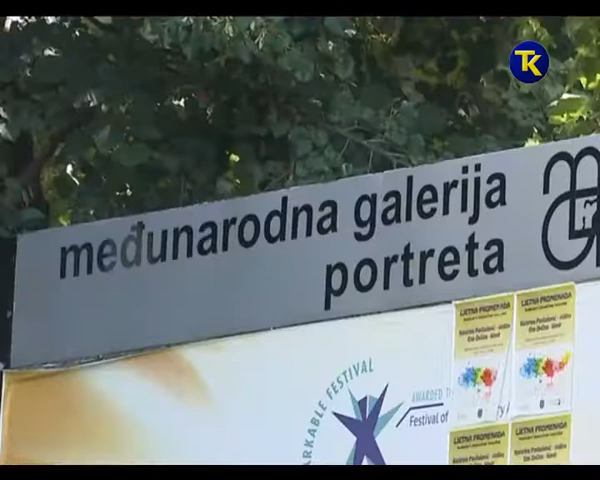 TK
međunarodna galerija
portreta
ARKABLE FESTIVAL
AWARDED T
Festival of
LJETNA PROMENADA
LJETNA PROMENADA
LJETNA PROMENADA
LJETNA PROMENADA